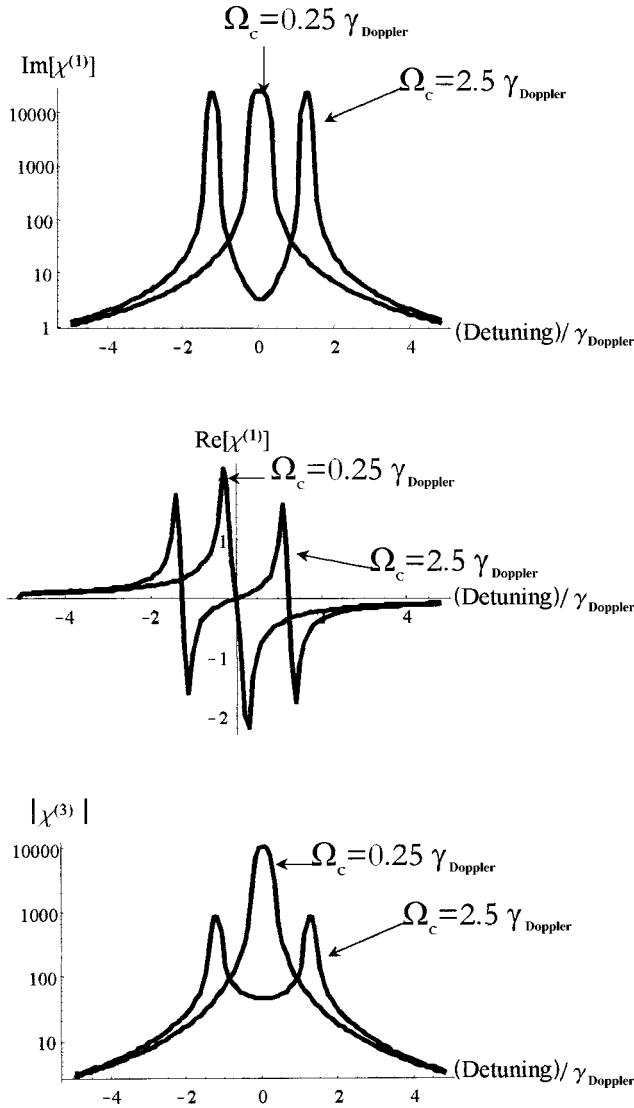 Ω_c=0.25 γ_Doppler
Im[χ^(1)]
Ω_c=2.5 γ_Doppler
10000
1000
100
10
1
-4 -2 0 2 4
(Detuning)/ γ_Doppler
Re[χ^(1)]
Ω_c=0.25 γ_Doppler
1
Ω_c=2.5 γ_Doppler
(Detuning)/ γ_Doppler
-4 -2 4
-1
-2
| χ^(3) |
Ω_c=0.25 γ_Doppler
10000
Ω_c=2.5 γ_Doppler
1000
100
10
(Detuning)/ γ_Doppler
-4 -2 0 2 4